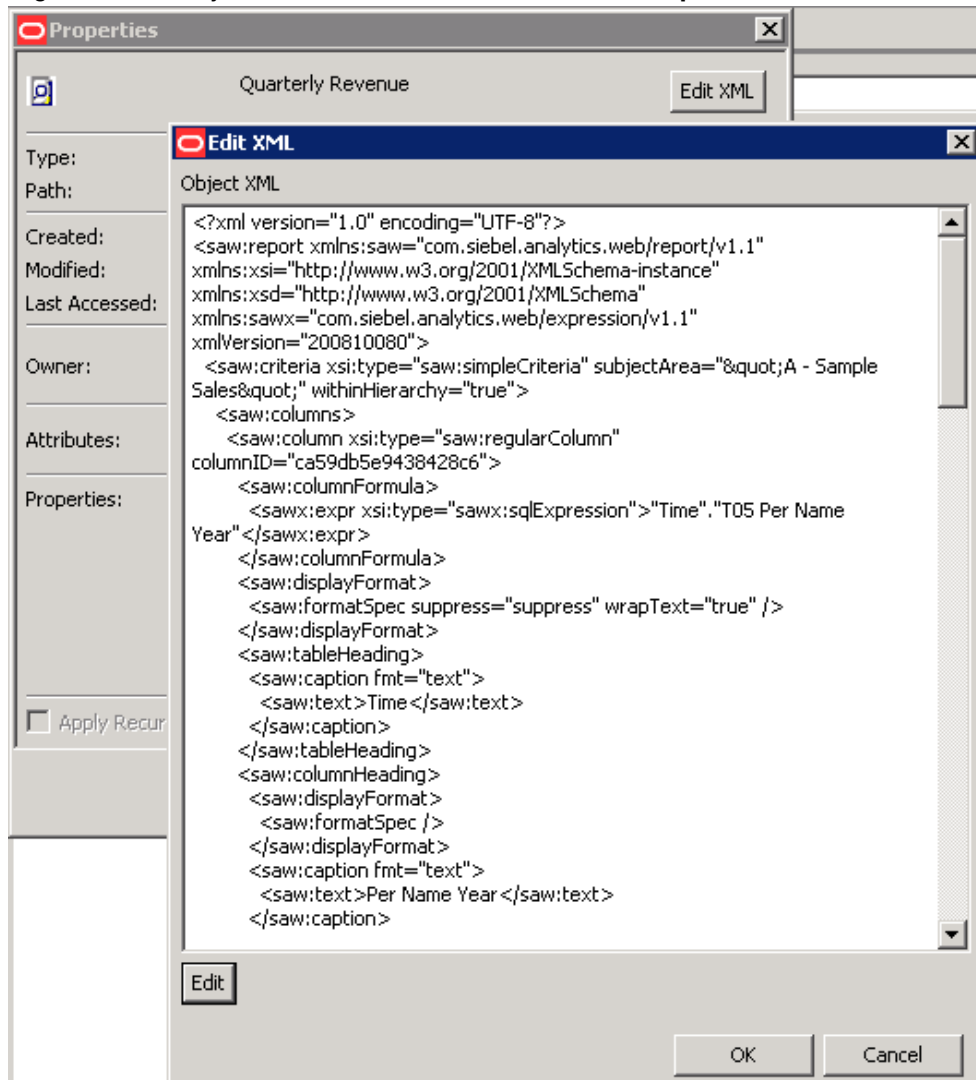 Properties
Quarterly Revenue
Edit XML
Edit XML
Type:
Object XML
Path:
Created:
Modified:
Last Accessed:
Owner:
Attributes:
Properties:
Apply Recur
<?xml version="1.0" encoding="UTF-8"?>
<saw:report xmlns:saw="com.siebel.analytics.web/report/v1.1"
xmlns:xsi="http://www.w3.org/2001/XMLSchema-instance"
xmlns:xsd="http://www.w3.org/2001/XMLSchema"
xmlns:sawx="com.siebel.analytics.web/expression/v1.1"
xmlVersion="200810080">
<saw:criteria xsi:type="saw:simpleCriteria" subjectArea="&quot;A - Sample
Sales&quot;" withinHierarchy="true">
<saw:columns>
<saw:column xsi:type="saw:regularColumn"
columnID="ca59db5e9438428c6">
<saw:columnFormula>
<sawx:expr xsi:type="sawx:sqlExpression">"Time"."T05 Per Name
Year"</sawx:expr>
</saw:columnFormula>
<saw:displayFormat>
<saw:formatSpec suppress="suppress" wrapText="true" />
</saw:displayFormat>
<saw:tableHeading>
<saw:caption fmt="text">
<saw:text>Time</saw:text>
</saw:caption>
</saw:tableHeading>
<saw:columnHeading>
<saw:displayFormat>
<saw:formatSpec />
</saw:displayFormat>
<saw:caption fmt="text">
<saw:text>Per Name Year</saw:text>
</saw:caption>
Edit
OK
Cancel